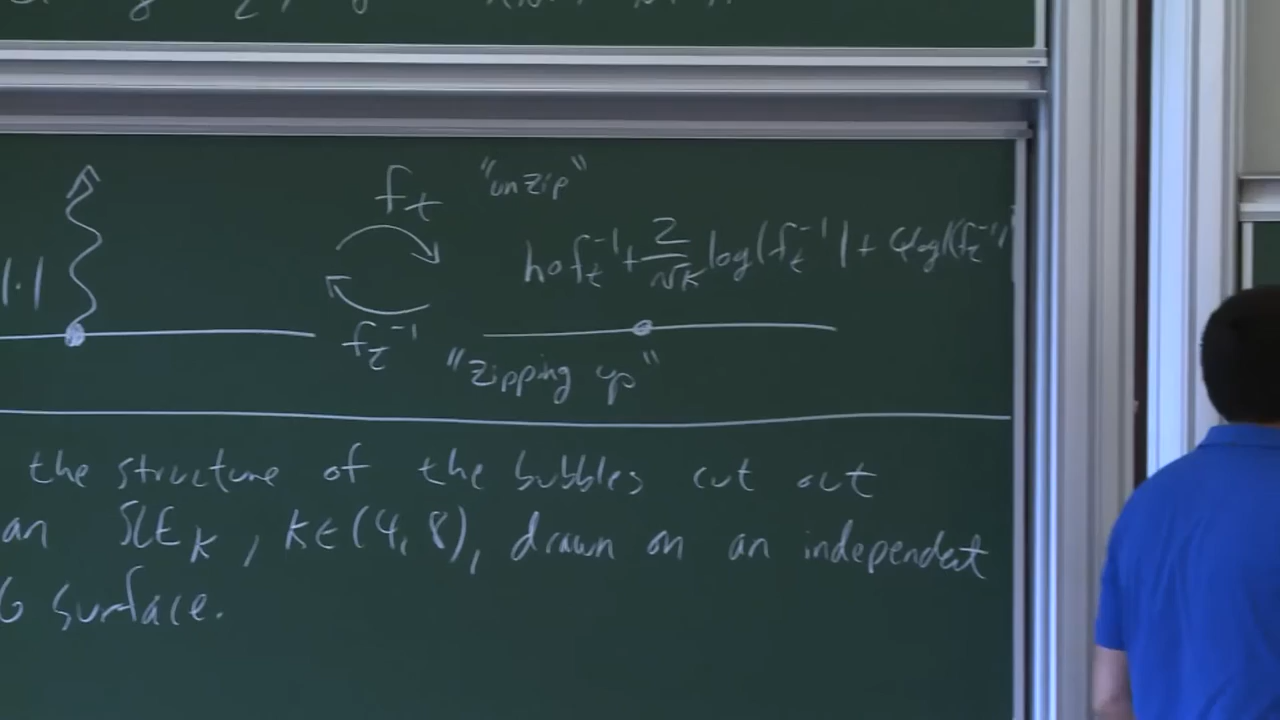 f_t "unzip"
h∘f_t^{-1} + 2/√κ log|f_t^{-1}| + Q log|(f_t^{-1})'
|·|
f_t^{-1}
"zipping up"
the structure of the bubbles cut out
an SLE_K, K∈(4,8), drawn on an independent
G surface.